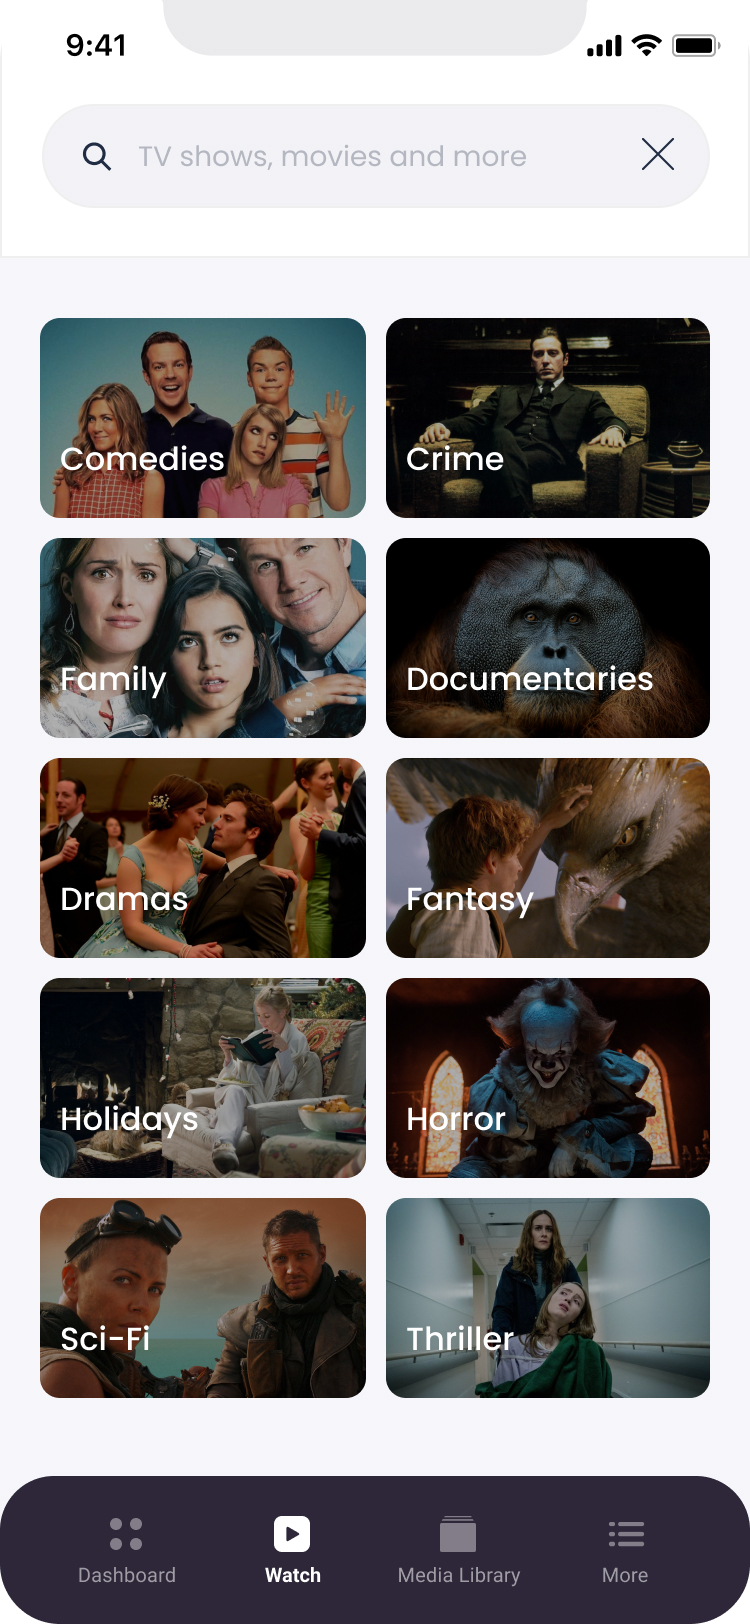 9:41
TV shows, movies and more
Comedies
Crime
Family
Documentaries
Dramas
Fantasy
Holidays
Horror
Sci-Fi
Thriller
Dashboard
Watch
Media Library
More